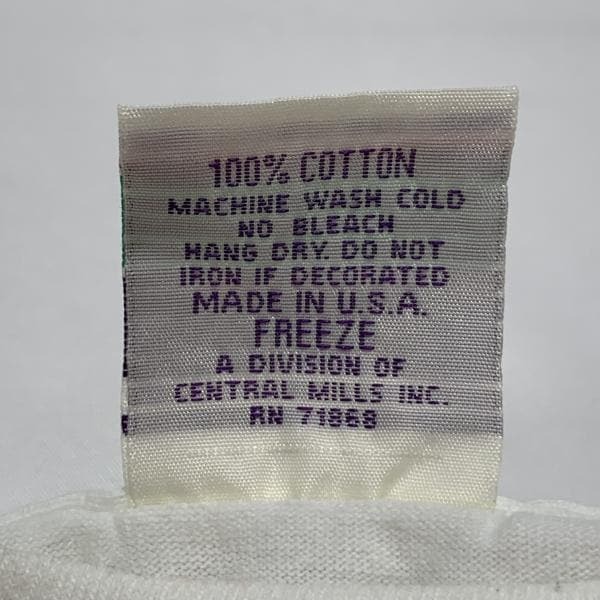 100% COTTON
MACHINE WASH COLD
NO BLEACH
HANG DRY. DO NOT
IRON IF DECORATED
MADE IN U.S.A.
FREEZE
A DIVISION OF
CENTRAL MILLS INC.
RN 71868